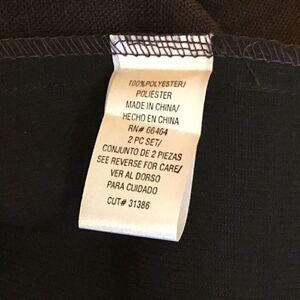 100% POLYESTER/
POLIÉSTER
MADE IN CHINA/
HECHO EN CHINA
RN# 66464
2 PC SET/
CONJUNTO DE 2 PIEZAS
SEE REVERSE FOR CARE/
VER AL DORSO
PARA CUIDADO
CUT# 31386